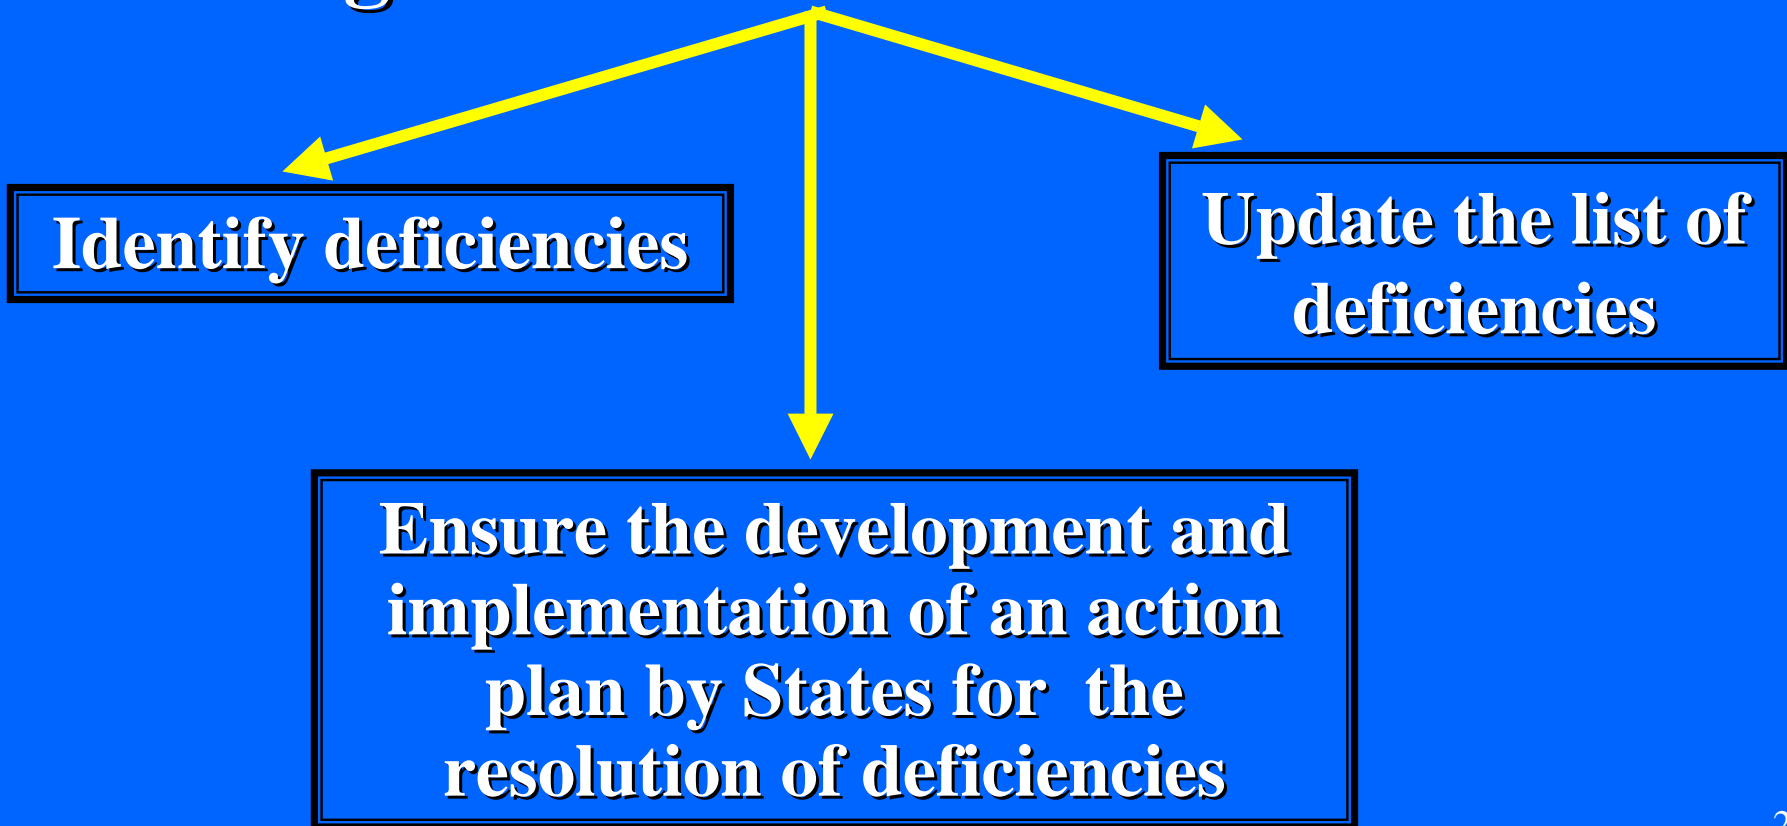 Identify deficiencies
Update the list of
deficiencies
Ensure the development and
implementation of an action
plan by States for  the
resolution of deficiencies